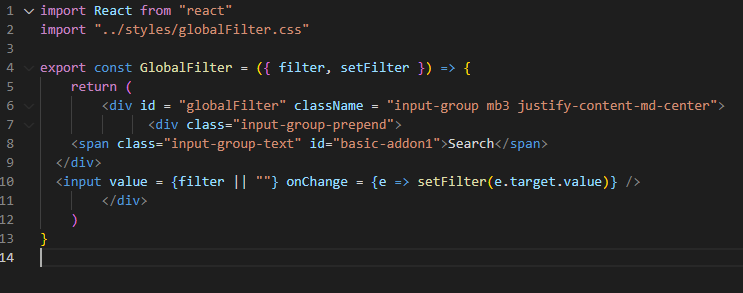 1 import React from "react"
2 import "../styles/globalFilter.css"
3
4 export const GlobalFilter = ({ filter, setFilter }) => {
5 return (
6 <div id = "globalFilter" className = "input-group mb3 justify-content-md-center">
7 <div class="input-group-prepend">
8 <span class="input-group-text" id="basic-addon1">Search</span>
9 </div>
10 <input value = {filter || ""} onChange = {e => setFilter(e.target.value)} />
11 </div>
12 )
13 }
14